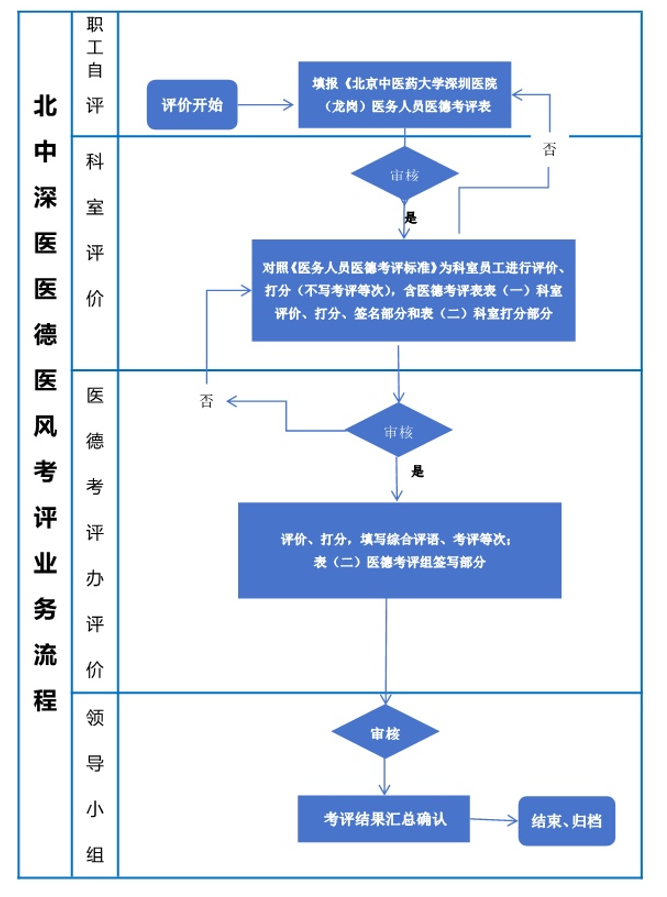 北中深医医德医风考评业务流程
职工自评
评价开始
填报《北京中医药大学深圳医院
（龙岗）医务人员医德考评表
科室评价
审核
否
是
对照《医务人员医德考评标准》为科室员工进行评价、
打分（不写考评等次），含医德考评表表（一）科室
评价、打分、签名部分和表（二）科室打分部分
医德考评办评价
否
审核
是
评价、打分，填写综合评语、考评等次；
表（二）医德考评组签写部分
领导小组
审核
考评结果汇总确认
结束、归档